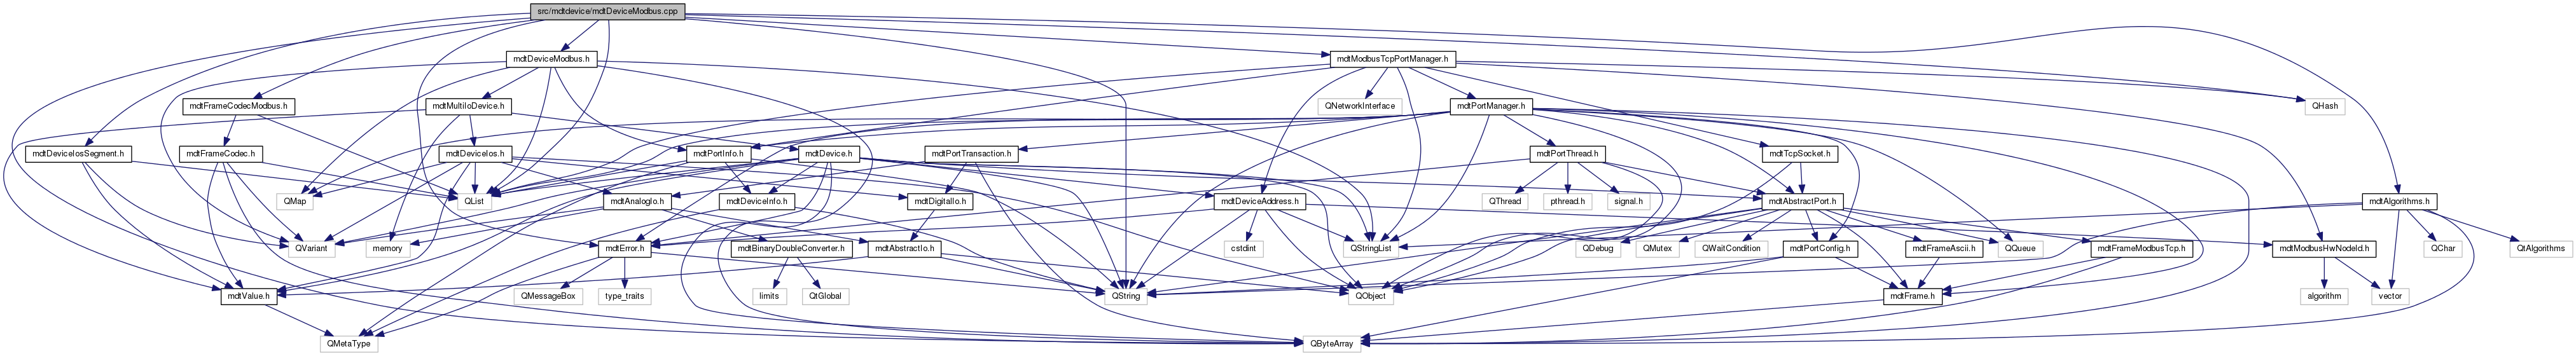 src/mdtdevice/mdtDeviceModbus.cpp
mdtDeviceModbus.h
mdtModbusTcpPortManager.h
mdtFrameCodecModbus.h
mdtMultiIoDevice.h
QNetworkInterface
mdtPortManager.h
QHash
mdtDeviceIosSegment.h
mdtFrameCodec.h
mdtDeviceIos.h
mdtPortInfo.h
mdtDevice.h
mdtPortTransaction.h
mdtPortThread.h
mdtTcpSocket.h
QMap
QList
mdtAnalogIo.h
mdtDeviceInfo.h
mdtDigitalIo.h
mdtDeviceAddress.h
QThread
pthread.h
signal.h
mdtAbstractPort.h
mdtAlgorithms.h
QVariant
memory
mdtError.h
mdtBinaryDoubleConverter.h
mdtAbstractIo.h
cstdint
QStringList
QDebug
QMutex
QWaitCondition
mdtPortConfig.h
mdtFrameAscii.h
QQueue
mdtFrameModbusTcp.h
mdtModbusHwNodeId.h
QChar
QtAlgorithms
mdtValue.h
QMessageBox
type_traits
limits
QtGlobal
QString
QObject
mdtFrame.h
algorithm
vector
QMetaType
QByteArray